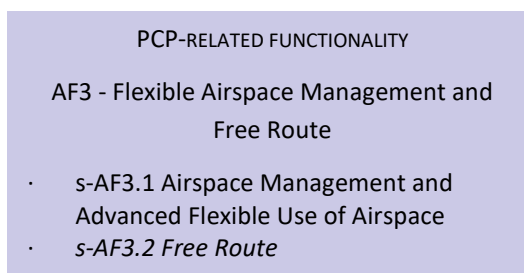 PCP-RELATED FUNCTIONALITY
AF3 - Flexible Airspace Management and
Free Route
· s-AF3.1 Airspace Management and
Advanced Flexible Use of Airspace
· s-AF3.2 Free Route